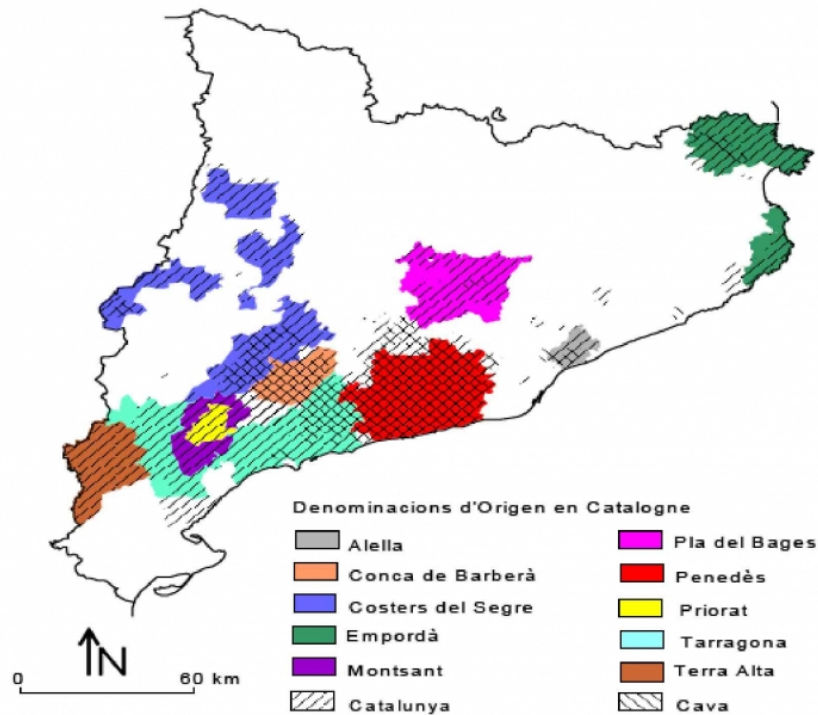 Denominacions d'Origen en Catalogne
Alella
Pla del Bages
Conca de Barberà
Penedès
Costers del Segre
Priorat
Empordà
Tarragona
Montsant
Terra Alta
Catalunya
Cava
N
0 60 km